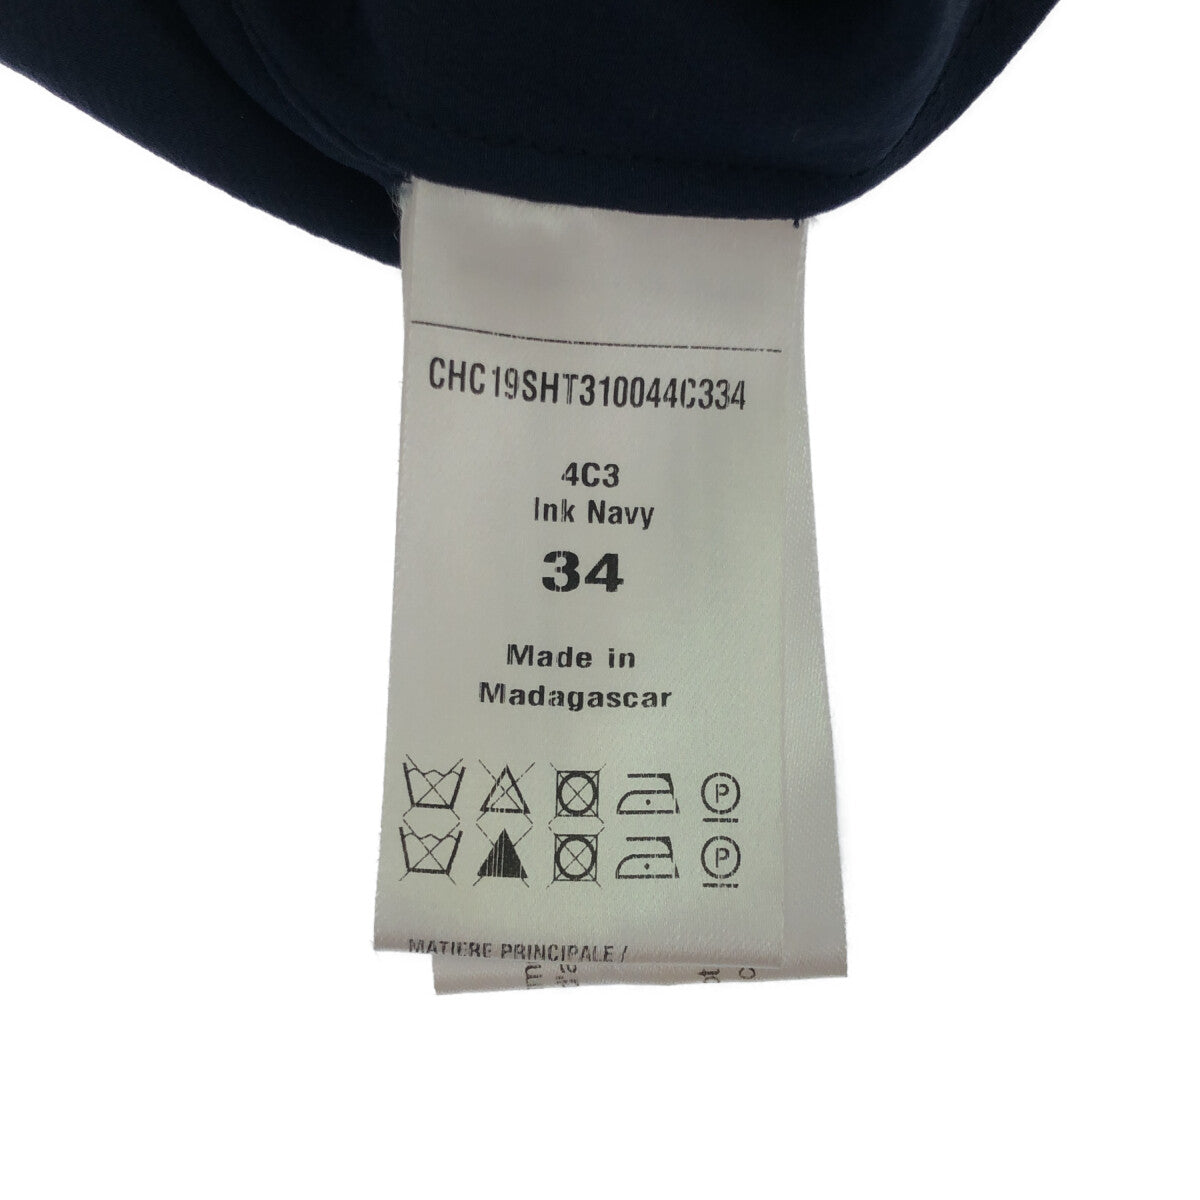 CHC19SHT310044C334
4C3
Ink Navy
34
Made in
Madagascar
P
P
MATIERE PRINCIPALE /